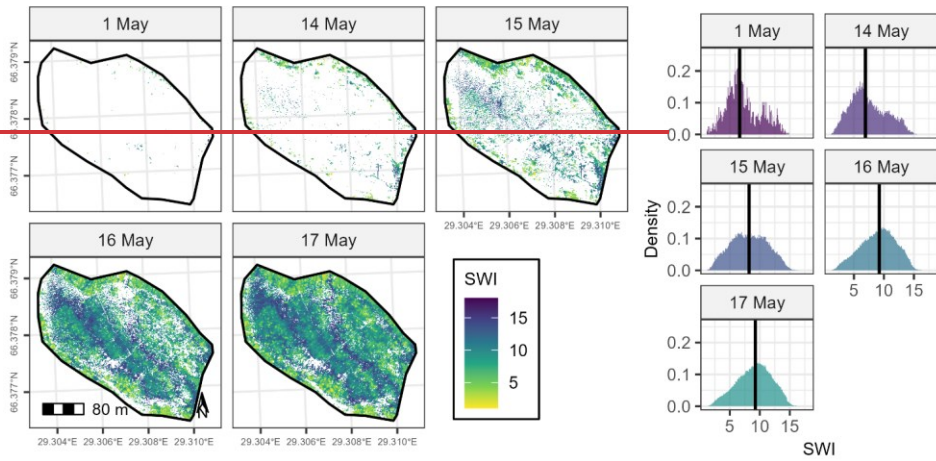 1 May
14 May
15 May
66.379°N
66.378°N
66.377°N
29.304°E 29.306°E 29.308°E 29.310°E
16 May
17 May
66.379°N
66.378°N
66.377°N
80 m
N
29.304°E 29.306°E 29.308°E 29.310°E
29.304°E 29.306°E 29.308°E 29.310°E
SWI
15
10
5
1 May
14 May
0.2
0.1
0.0
15 May
16 May
Density
0.2
0.1
0.0
5 10 15
17 May
0.2
0.1
0.0
5 10 15
SWI